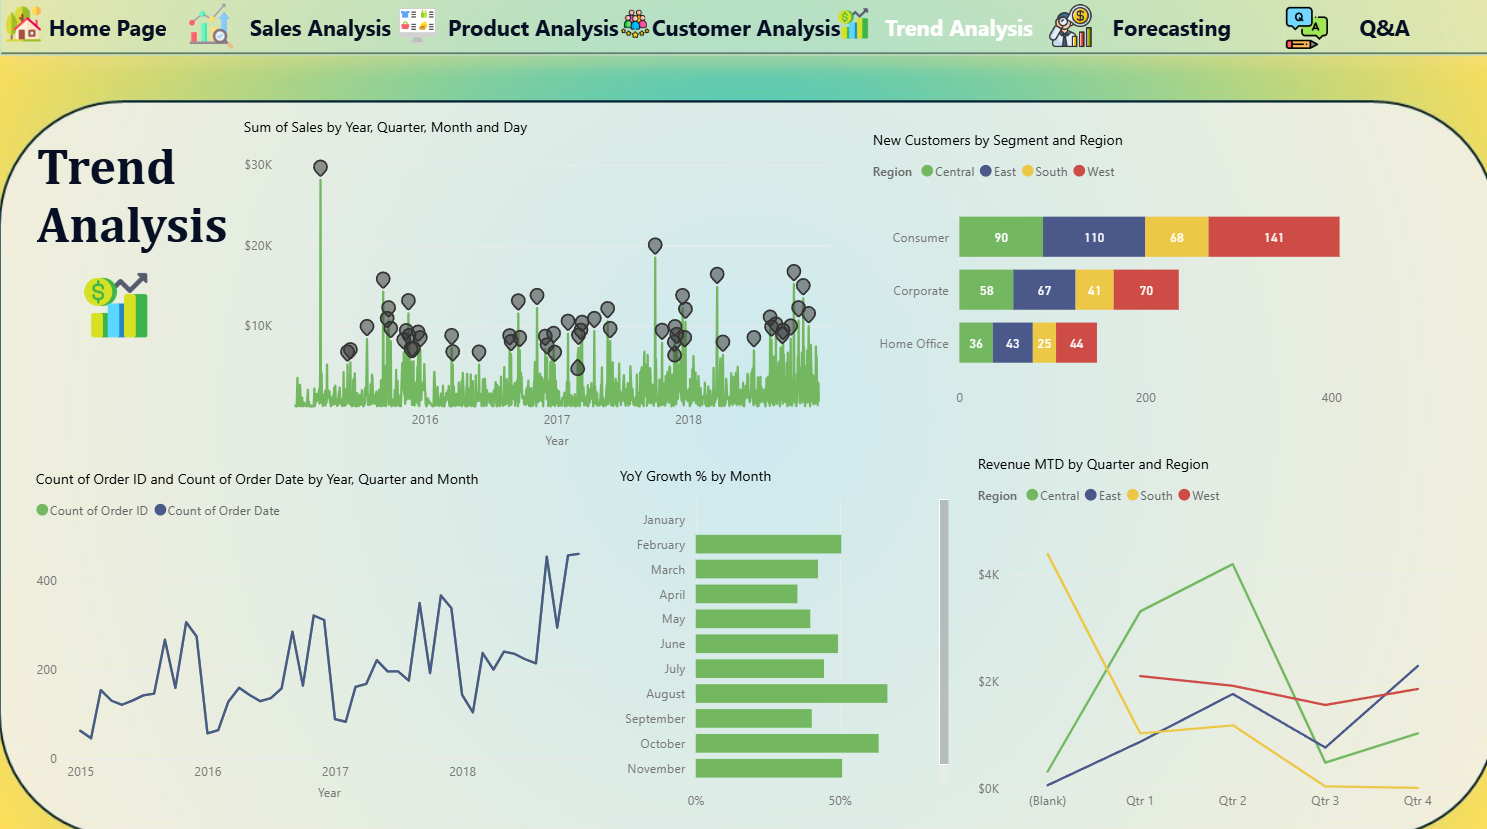 Home Page
Sales Analysis
Product Analysis
Customer Analysis
Trend Analysis
Forecasting
Q&A
Q
A
Trend
Analysis
$
Sum of Sales by Year, Quarter, Month and Day
$30K
$20K
$10K
2016 2017 2018
Year
New Customers by Segment and Region
Region Central East South West
Consumer 90 110 68 141
Corporate 58 67 41 70
Home Office 36 43 25 44
0 200 400
Count of Order ID and Count of Order Date by Year, Quarter and Month
Count of Order ID Count of Order Date
400
200
0
2015 2016 2017 2018
Year
YoY Growth % by Month
January
February
March
April
May
June
July
August
September
October
November
0% 50%
Revenue MTD by Quarter and Region
Region Central East South West
$4K
$2K
$0K
(Blank) Qtr 1 Qtr 2 Qtr 3 Qtr 4